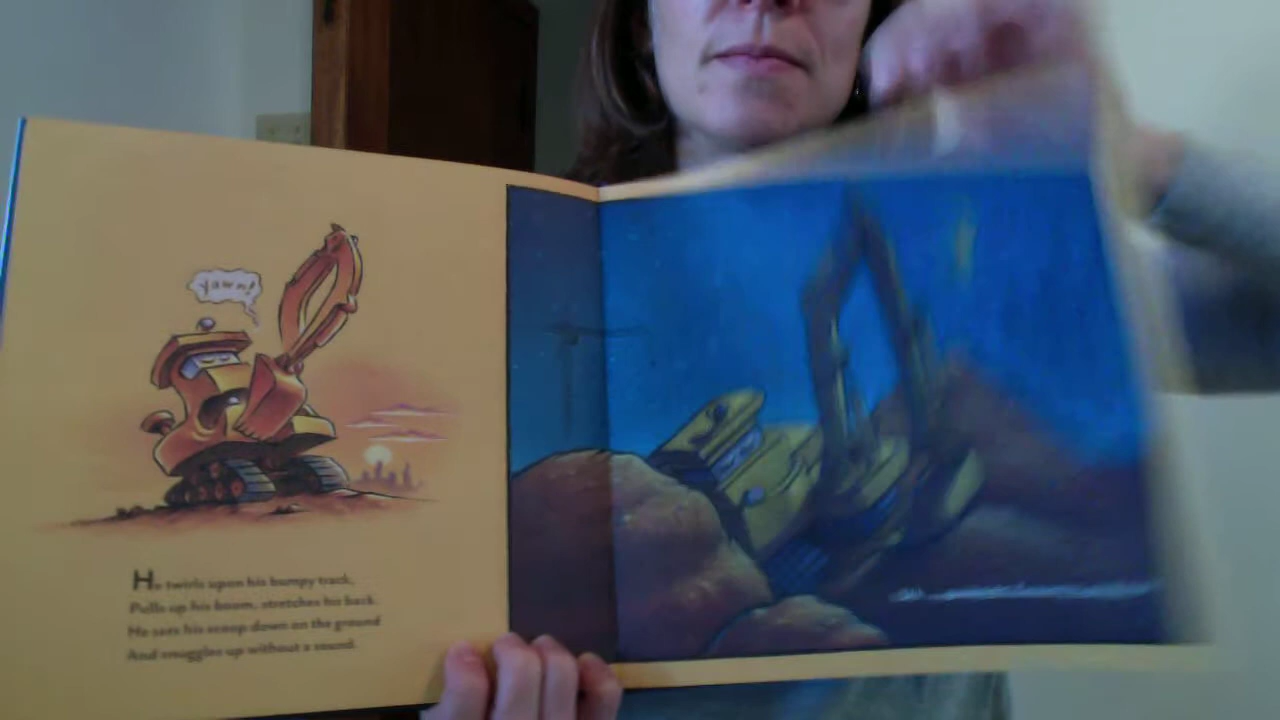 Yawn!
He twirls upon his bumpy track,
Pulls up his boom, stretches his back.
He sets his scoop down on the ground
And snuggles up without a sound.